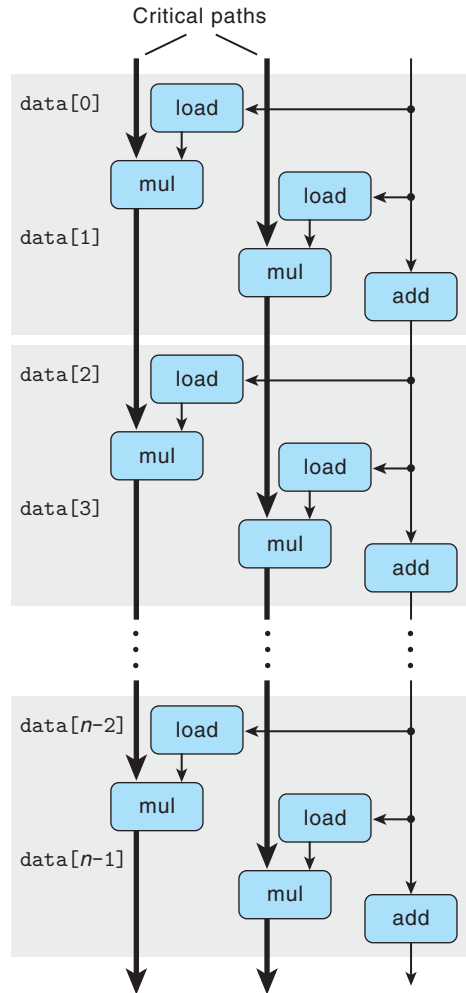 Critical paths
data[0]
load
mul
load
data[1]
mul
add
data[2]
load
mul
load
data[3]
mul
add
data[n-2]
load
mul
load
data[n-1]
mul
add